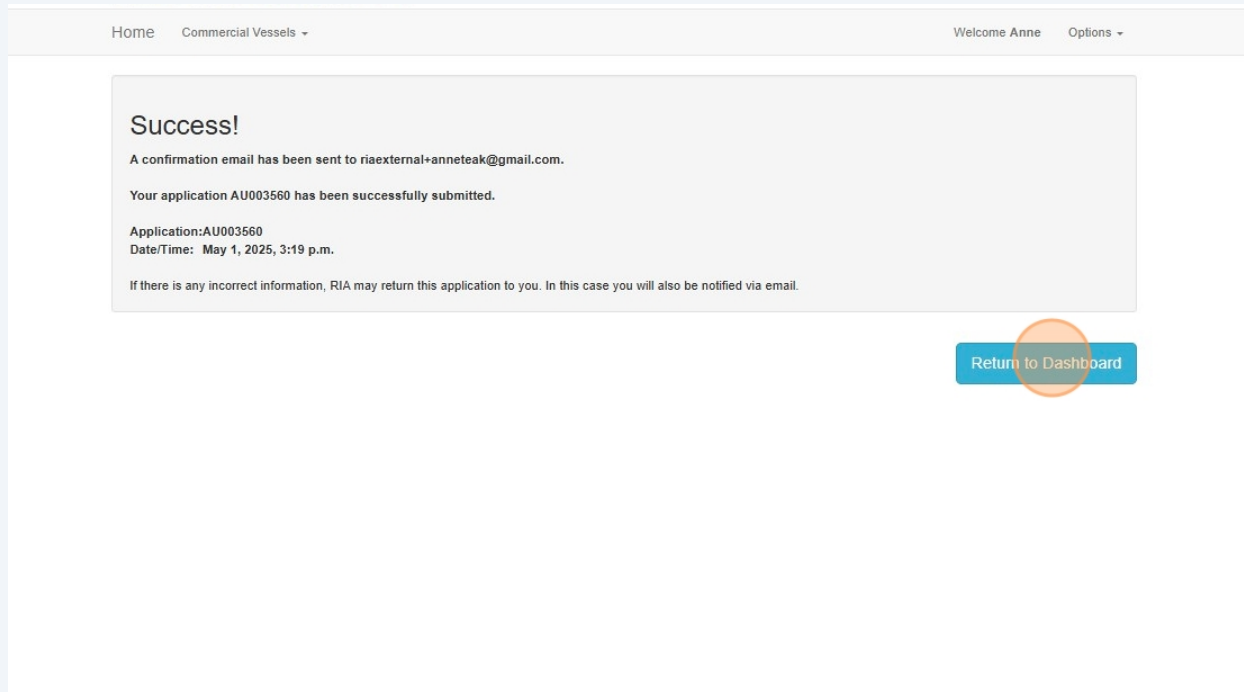 Home Commercial Vessels Welcome Anne Options
Success!
A confirmation email has been sent to riaexternal+anneteak@gmail.com.
Your application AU003560 has been successfully submitted.
Application:AU003560
Date/Time: May 1, 2025, 3:19 p.m.
If there is any incorrect information, RIA may return this application to you. In this case you will also be notified via email.
Return to Dashboard